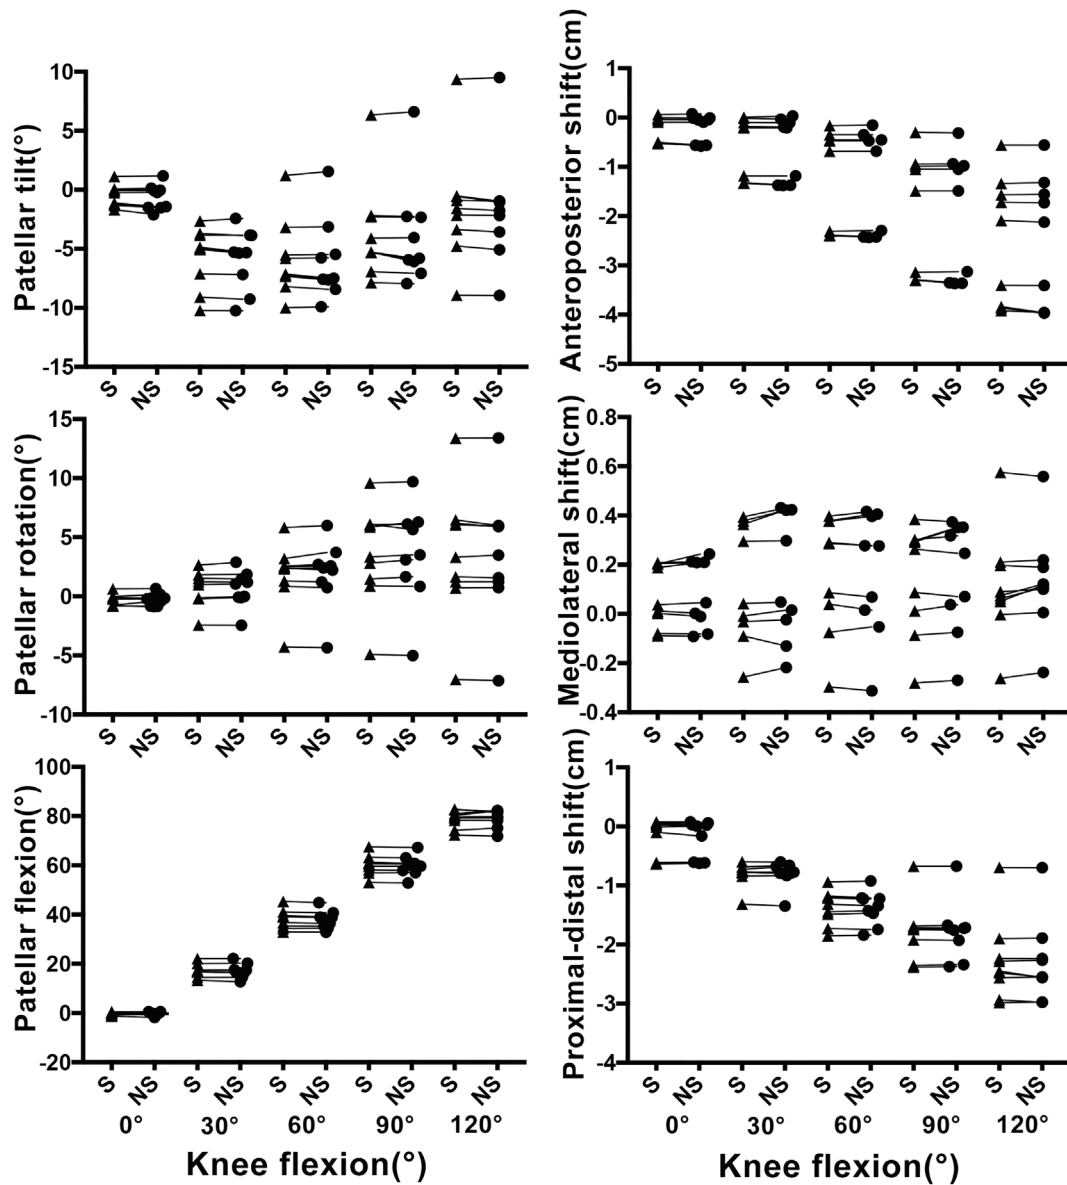 Patellar tilt(°)
10
5
0
-5
-10
-15
S NS S NS S NS S NS S NS
Anteroposterior shift(cm)
1
0
-1
-2
-3
-4
-5
S NS S NS S NS S NS S NS
Patellar rotation(°)
15
10
5
0
-5
-10
S NS S NS S NS S NS S NS
Mediolateral shift(cm)
0.8
0.6
0.4
0.2
0.0
-0.2
-0.4
S NS S NS S NS S NS S NS
Patellar flexion(°)
100
80
60
40
20
0
-20
S NS S NS S NS S NS S NS
0° 30° 60° 90° 120°
Knee flexion(°)
Proximal-distal shift(cm)
1
0
-1
-2
-3
-4
S NS S NS S NS S NS S NS
0° 30° 60° 90° 120°
Knee flexion(°)